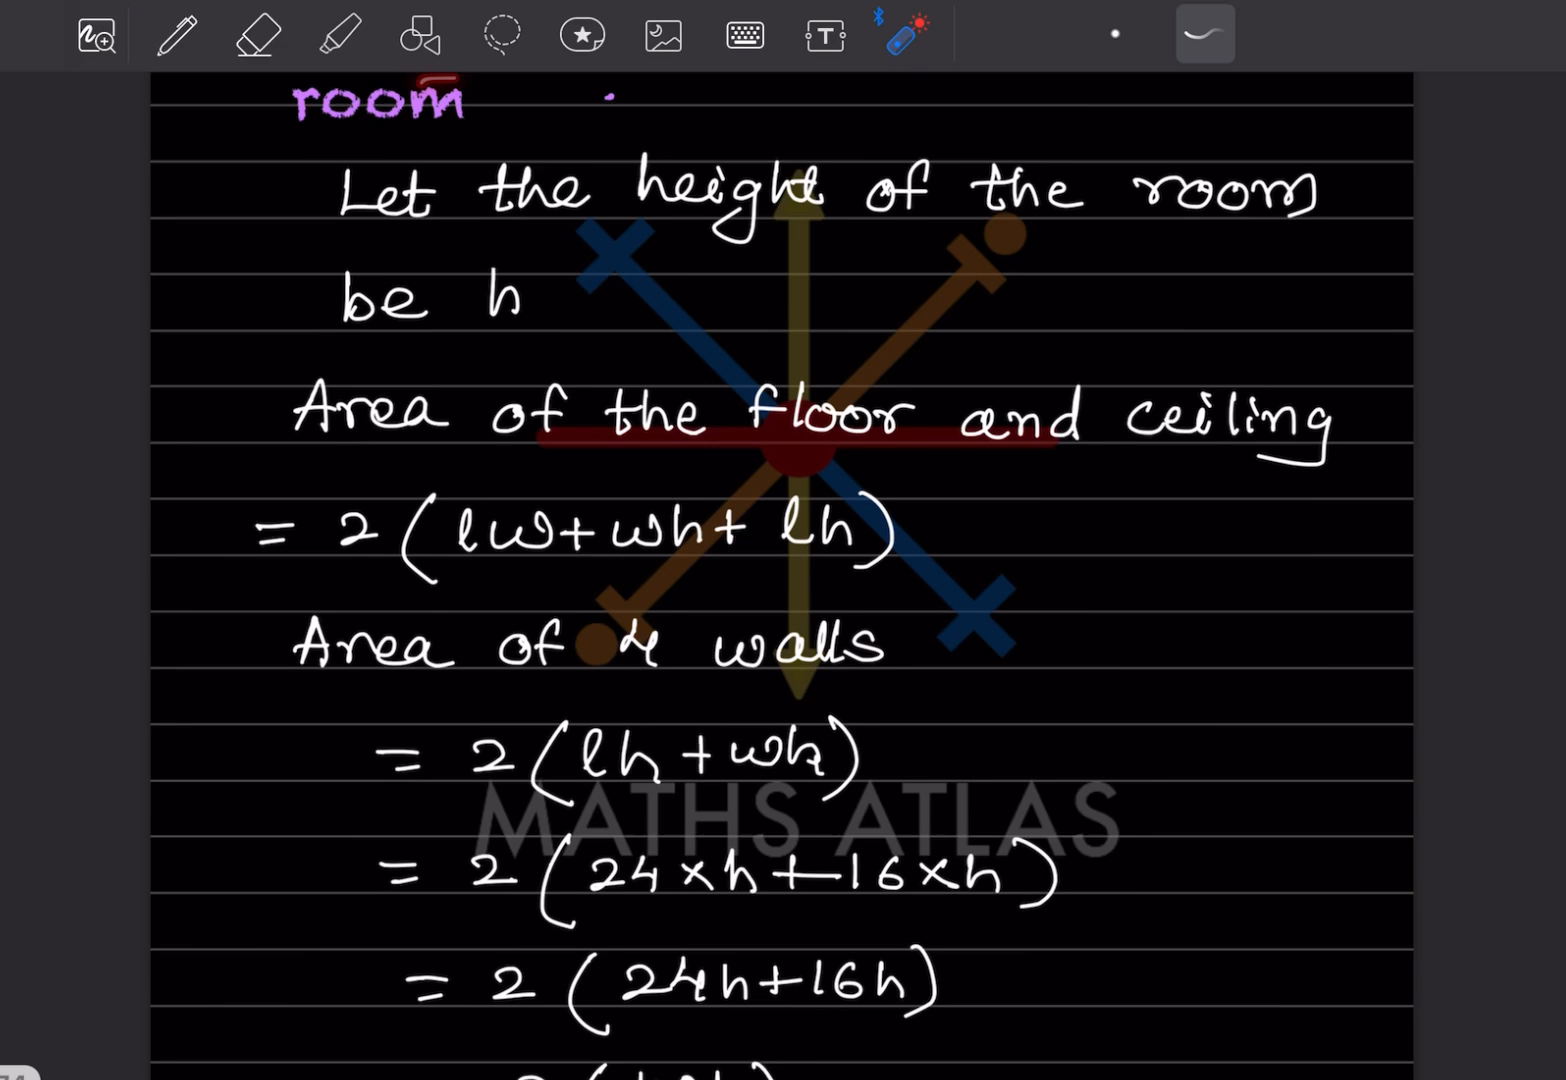 room .
Let the height of the room
be h
Area of the floor and ceiling
= 2 (lw + wh + lh)
Area of 4 walls
= 2 (lh + wh)
MATHS ATLAS
= 2 (24 × h + 16 × h)
= 2 (24h + 16h)